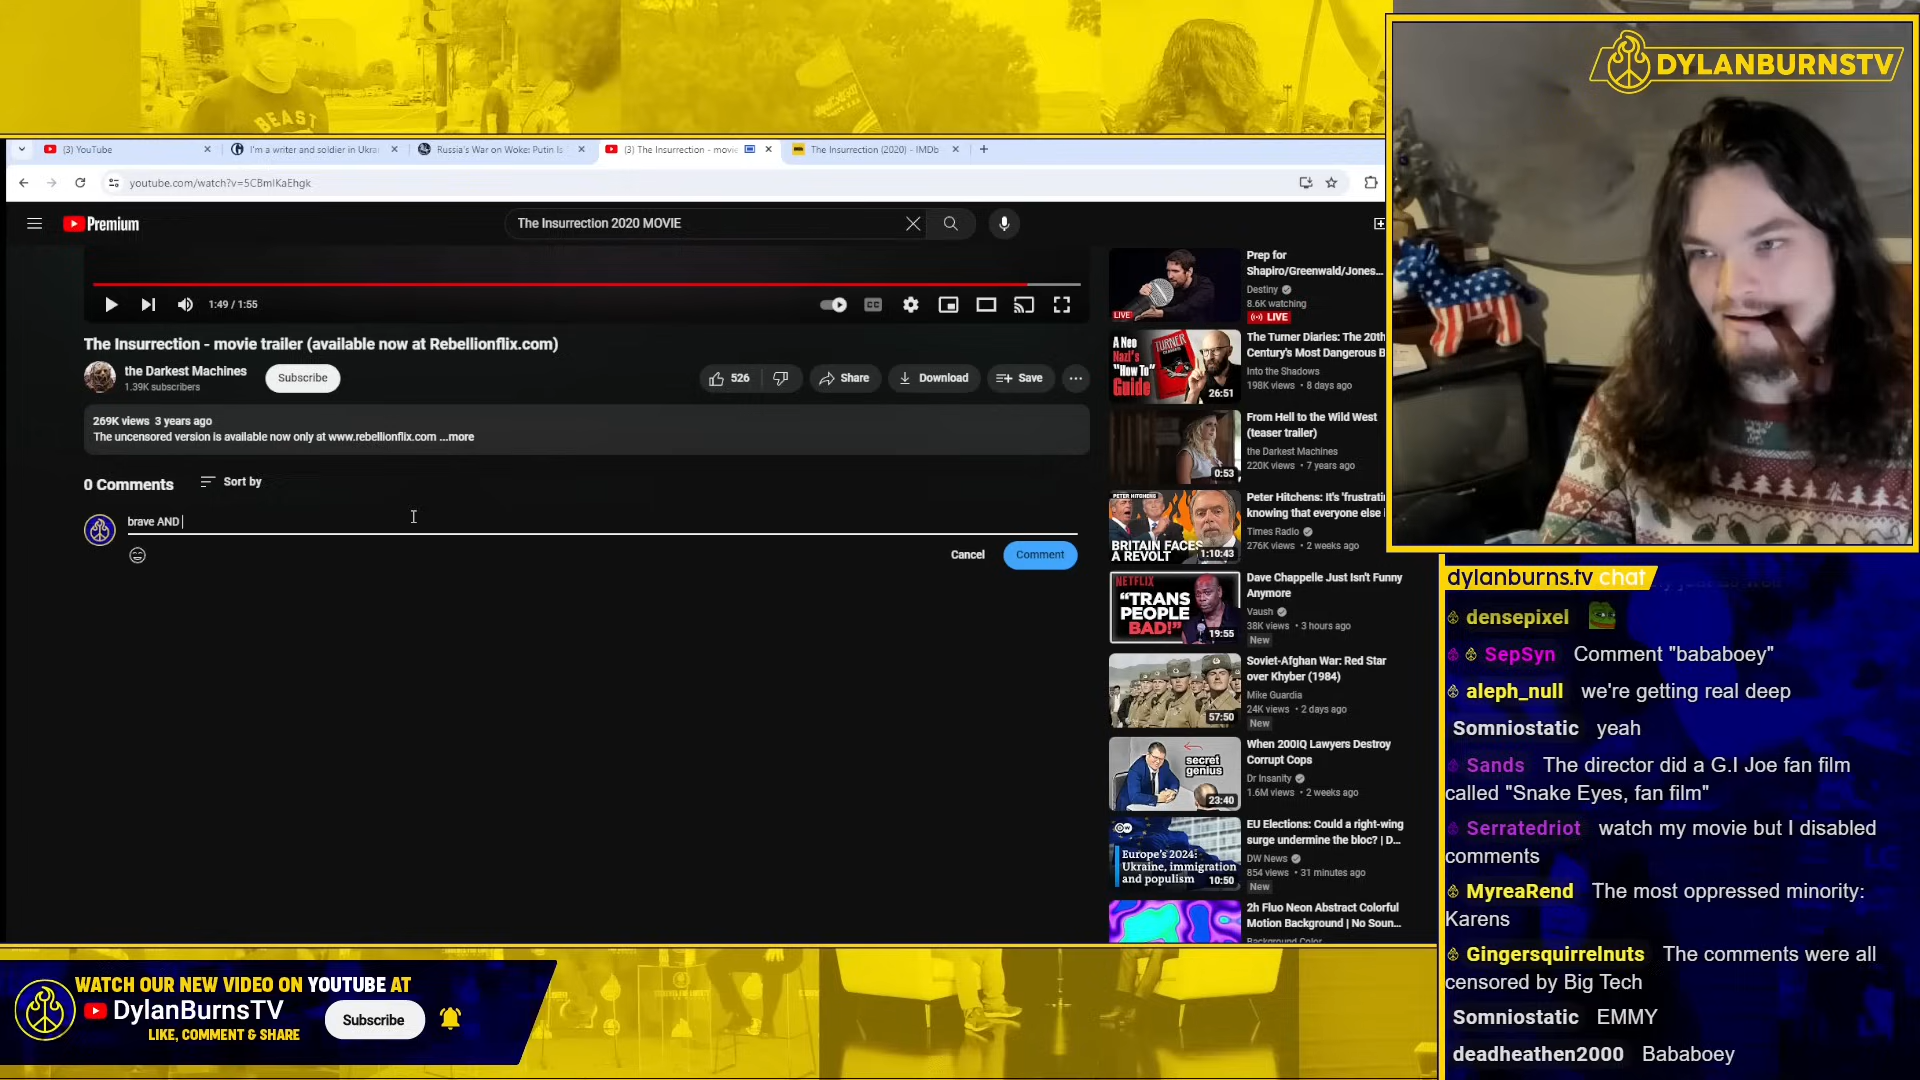 BEAST
DYLANBURNSTV
(3) YouTube
I'm a writer and soldier in Ukra
Russia's War on Woke: Putin Is
(3) The Insurrection - movie
The Insurrection (2020) - IMDb
youtube.com/watch?v=5CBmIKaEhgk
Premium
The Insurrection 2020 MOVIE
1:49 / 1:55
CC
The Insurrection - movie trailer (available now at Rebellionflix.com)
the Darkest Machines
1.39K subscribers
Subscribe
526
Share
Download
Save
269K views 3 years ago
The uncensored version is available now only at www.rebellionflix.com ...more
0 Comments
Sort by
brave AND
Cancel
Comment
LIVE
Prep for
Shapiro/Greenwald/Jones...
Destiny
8.6K watching
LIVE
A Neo
Nazi's
"How To"
Guide
TURNER
26:51
The Turner Diaries: The 20th
Century's Most Dangerous B
Into the Shadows
198K views • 8 days ago
0:53
From Hell to the Wild West
(teaser trailer)
the Darkest Machines
220K views • 7 years ago
PETER HITCHENS
BRITAIN FACES
A REVOLT
1:10:43
Peter Hitchens: It's 'frustratin
knowing that everyone else i
Times Radio
276K views • 2 weeks ago
NETFLIX
"TRANS
PEOPLE
BAD!"
19:55
Dave Chappelle Just Isn't Funny
Anymore
Vaush
38K views • 3 hours ago
New
57:50
Soviet-Afghan War: Red Star
over Khyber (1984)
Mike Guardia
24K views • 2 days ago
New
secret
genius
23:40
When 200IQ Lawyers Destroy
Corrupt Cops
Dr Insanity
1.6M views • 2 weeks ago
DW
Europe's 2024:
Ukraine, immigration
and populism
10:50
EU Elections: Could a right-wing
surge undermine the bloc? | D...
DW News
854 views • 31 minutes ago
New
2h Fluo Neon Abstract Colorful
Motion Background | No Soun...
Background Color
dylanburns.tv chat
densepixel
SepSyn Comment "bababoey"
aleph_null we're getting real deep
Somniostatic yeah
Sands The director did a G.I Joe fan film
called "Snake Eyes, fan film"
Serratedriot watch my movie but I disabled
comments
MyreaRend The most oppressed minority:
Karens
Gingersquirrelnuts The comments were all
censored by Big Tech
Somniostatic EMMY
deadheathen2000 Bababoey
WATCH OUR NEW VIDEO ON YOUTUBE AT
DylanBurnsTV
LIKE, COMMENT & SHARE
Subscribe